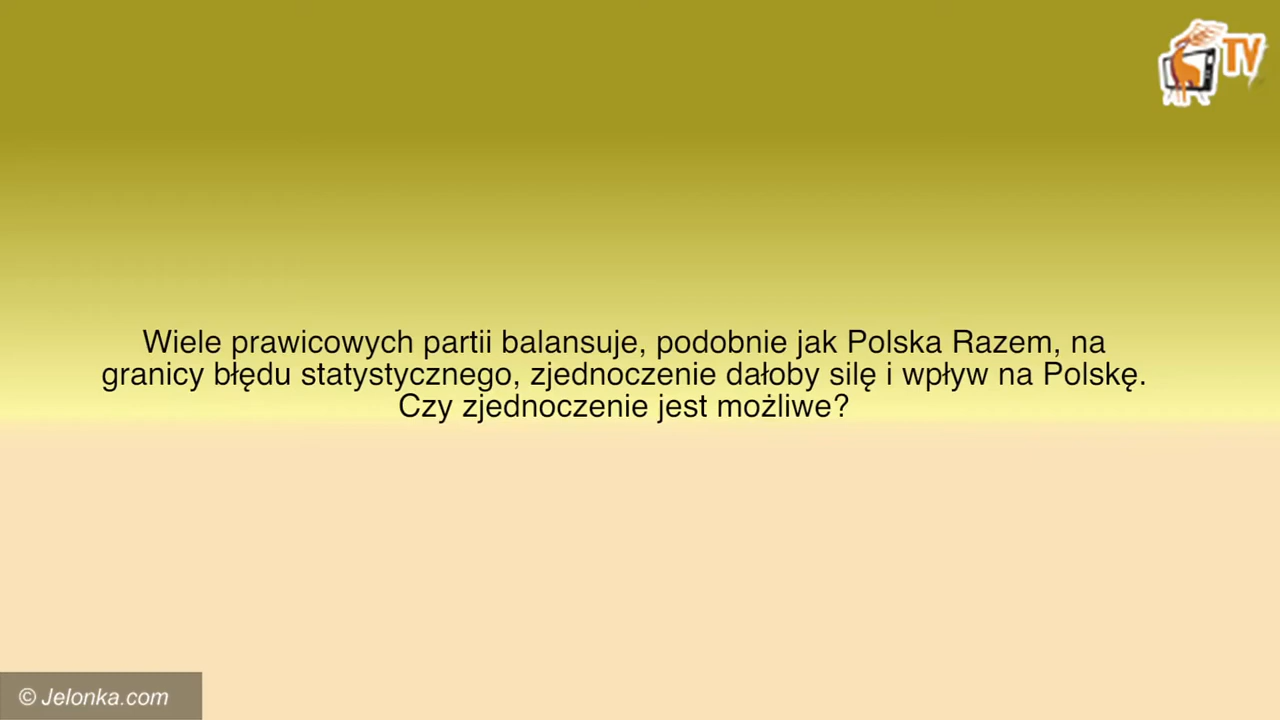 TV
Wiele prawicowych partii balansuje, podobnie jak Polska Razem, na
granicy błędu statystycznego, zjednoczenie dałoby silę i wpływ na Polskę.
Czy zjednoczenie jest możliwe?
© Jelonka.com